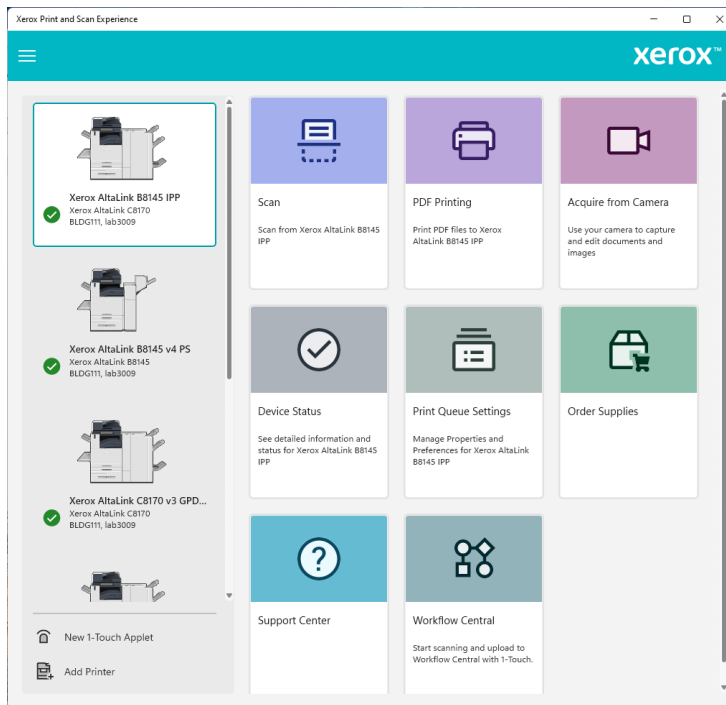 Xerox Print and Scan Experience
xerox™
Xerox AltaLink B8145 IPP
Xerox AltaLink C8170
BLDG111, lab3009
Xerox AltaLink B8145 v4 PS
Xerox AltaLink B8145
BLDG111, lab3009
Xerox AltaLink C8170 v3 GPD...
Xerox AltaLink C8170
BLDG111, lab3009
New 1-Touch Applet
Add Printer
Scan
Scan from Xerox AltaLink B8145
IPP
PDF Printing
Print PDF files to Xerox
AltaLink B8145 IPP
Acquire from Camera
Use your camera to capture
and edit documents and
images
Device Status
See detailed information and
status for Xerox AltaLink B8145
IPP
Print Queue Settings
Manage Properties and
Preferences for Xerox AltaLink
B8145 IPP
Order Supplies
Support Center
Workflow Central
Start scanning and upload to
Workflow Central with 1-Touch.